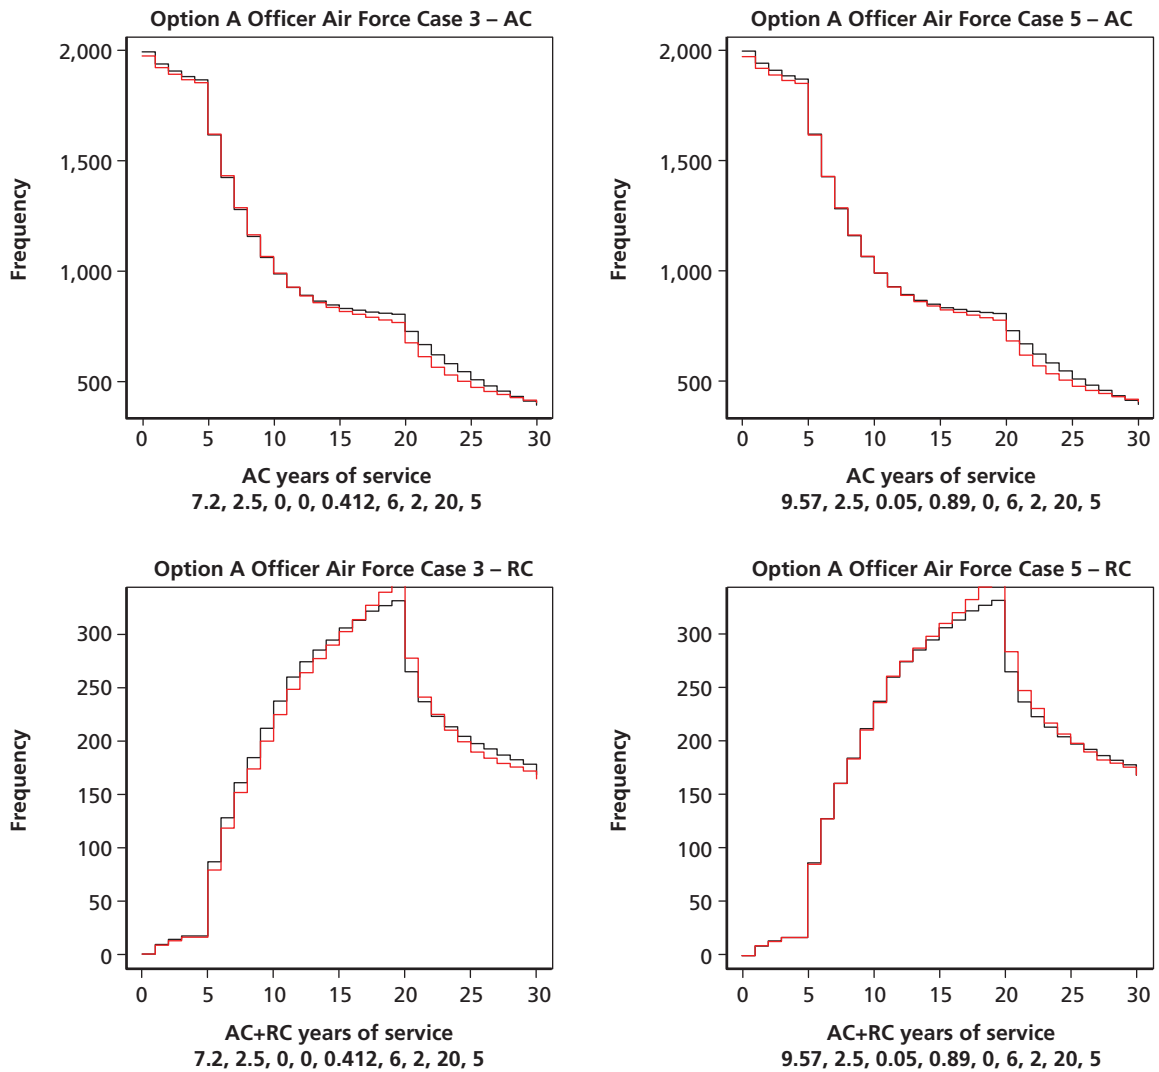 Option A Officer Air Force Case 3 – AC
2,000
1,500
1,000
500
Frequency
0 5 10 15 20 25 30
AC years of service
7.2, 2.5, 0, 0, 0.412, 6, 2, 20, 5
Option A Officer Air Force Case 5 – AC
2,000
1,500
1,000
500
Frequency
0 5 10 15 20 25 30
AC years of service
9.57, 2.5, 0.05, 0.89, 0, 6, 2, 20, 5
Option A Officer Air Force Case 3 – RC
300
250
200
150
100
50
0
Frequency
0 5 10 15 20 25 30
AC+RC years of service
7.2, 2.5, 0, 0, 0.412, 6, 2, 20, 5
Option A Officer Air Force Case 5 – RC
300
250
200
150
100
50
0
Frequency
0 5 10 15 20 25 30
AC+RC years of service
9.57, 2.5, 0.05, 0.89, 0, 6, 2, 20, 5